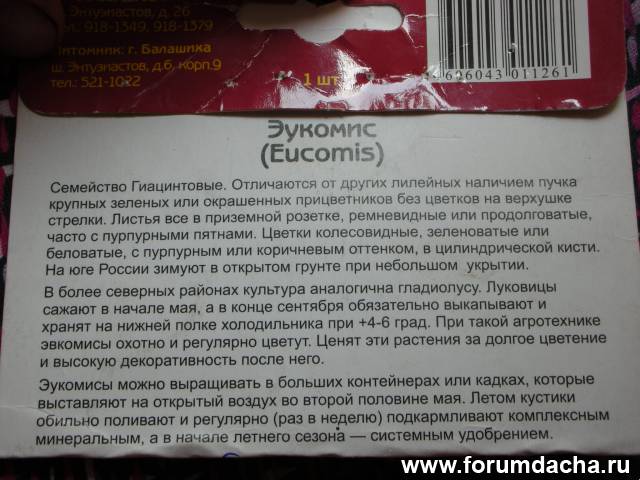 Энтузиастов, д. 26
тел.: 918-1349, 918-1379
Питомник: г. Балашиха
ш. Энтузиастов, д.6, корп.9
тел.: 521-1022
1 шт
011261
Эукомис
(Eucomis)
Семейство Гиацинтовые. Отличаются от других лилейных наличием пучка
крупных зеленых или окрашенных прицветников без цветков на верхушке
стрелки. Листья все в приземной розетке, ремневидные или продолговатые,
часто с пурпурными пятнами. Цветки колесовидные, зеленоватые или
беловатые, с пурпурным или коричневым оттенком, в цилиндрической кисти.
На юге России зимуют в открытом грунте при небольшом укрытии.
В более северных районах культура аналогична гладиолусу. Луковицы
сажают в начале мая, а в конце сентября обязательно выкапывают и
хранят на нижней полке холодильника при +4-6 град. При такой агротехнике
эвкомисы охотно и регулярно цветут. Ценят эти растения за долгое цветение
и высокую декоративность после него.
Эукомисы можно выращивать в больших контейнерах или кадках, которые
выставляют на открытый воздух во второй половине мая. Летом кустики
обильно поливают и регулярно (раз в неделю) подкармливают комплексным
минеральным, а в начале летнего сезона — системным удобрением.
www.forumdacha.ru